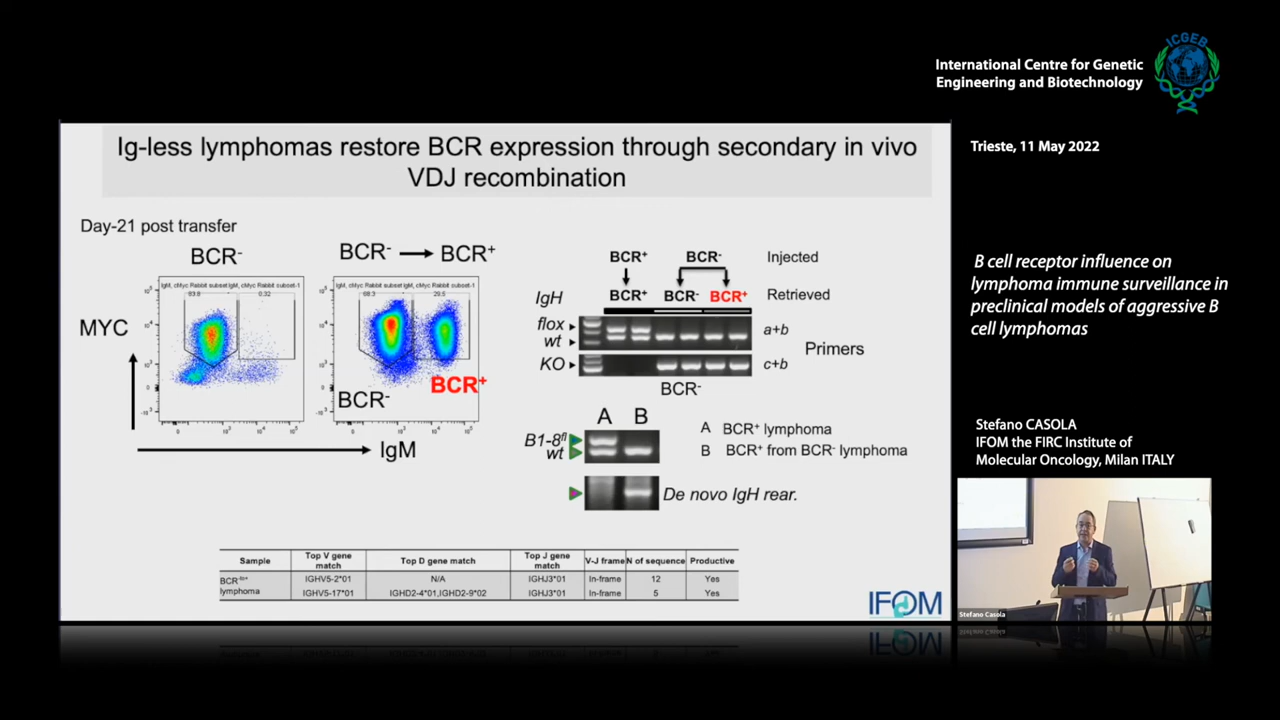 International Centre for Genetic
Engineering and Biotechnology
ICGEB
Trieste, 11 May 2022
B cell receptor influence on
lymphoma immune surveillance in
preclinical models of aggressive B
cell lymphomas
Stefano CASOLA
IFOM the FIRC Institute of
Molecular Oncology, Milan ITALY
Stefano Casola
Ig-less lymphomas restore BCR expression through secondary in vivo
VDJ recombination
Day-21 post transfer
BCR-
BCR- BCR+
MYC
BCR-
BCR+
IgM
BCR+ BCR- Injected
IgH BCR+ BCR- BCR+ Retrieved
flox
wt
a+b
Primers
KO
c+b
BCR-
A B
B1-8fl
wt
A BCR+ lymphoma
B BCR+ from BCR- lymphoma
De novo IgH rear.
Sample Top V gene match Top D gene match Top J gene match V-J frame N of sequence Productive
BCR-to+ lymphoma
IGHV5-2*01 N/A IGHJ3*01 In-frame 12 Yes
IGHV5-17*01 IGHD2-4*01,IGHD2-9*02 IGHJ3*01 In-frame 5 Yes
IFOM